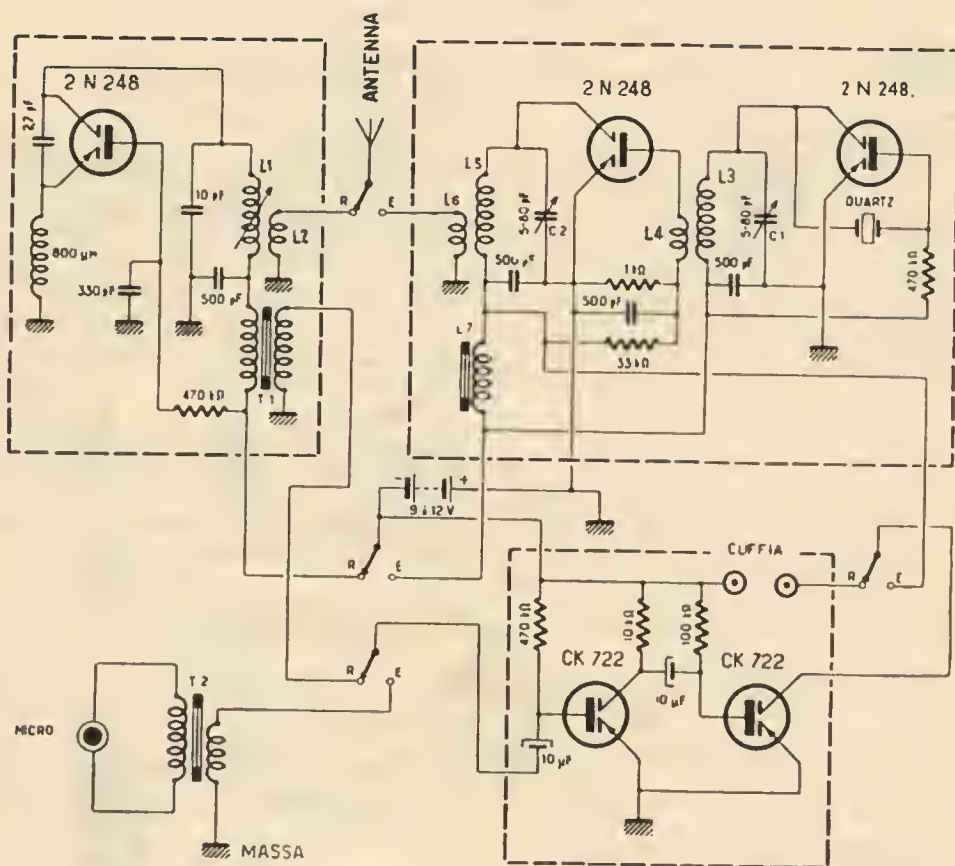 2 N 248
27 pF
10 pF
L1
L2
800 µH
330 pF
500 pF
T 1
470 kΩ
ANTENNA
R
E
2 N 248
2 N 248.
L5
L6
5-80 pF
C2
L4
L3
5-80 pF
C1
QUARTZ
470 kΩ
500 pF
1 kΩ
500 pF
500 pF
33 kΩ
L7
- +
9 ÷ 12 V
R
E
CUFFIA
R
E
470 kΩ
10 kΩ
100 kΩ
CK 722
CK 722
10 µF
10 µF
R
E
MICRO
T 2
MASSA